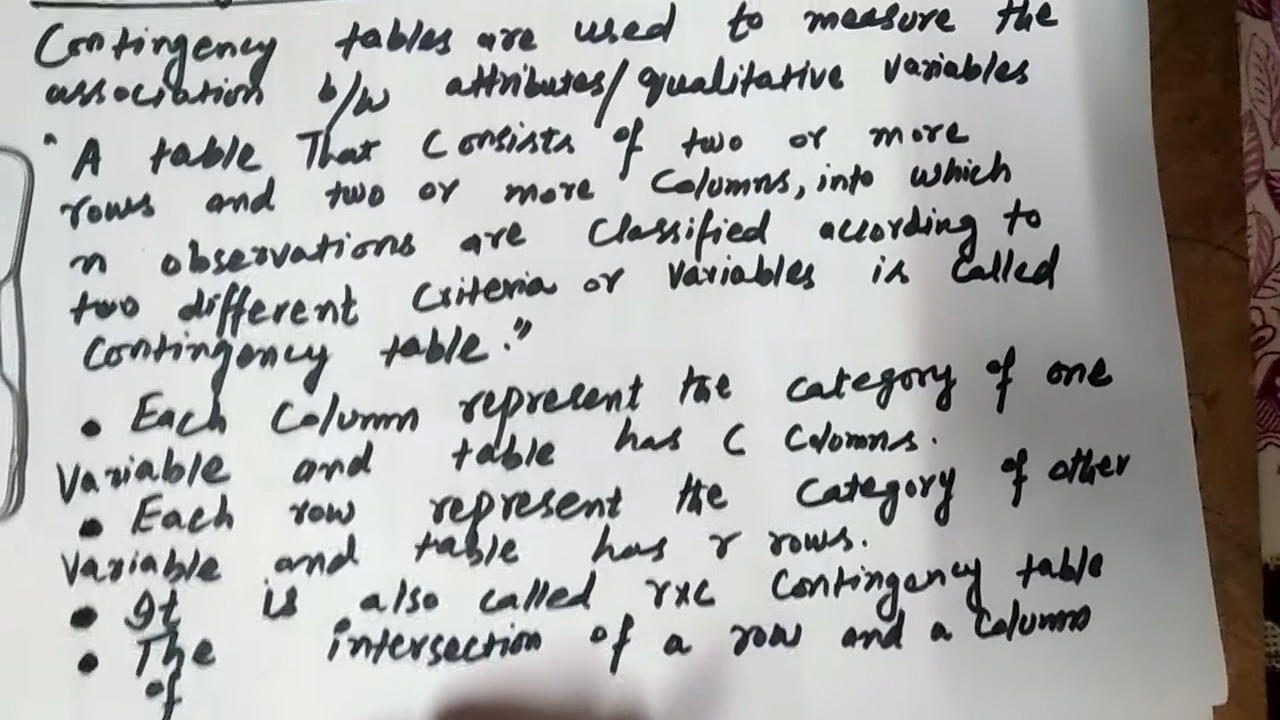 Contingency tables are used to measure the
association b/w attributes/qualitative variables
"A table That Consists of two or more
rows and two or more Columns, into which
n observations are Classified according to
two different Criteria or variables is Called
Contingency table."
• Each Column represent the category of one
Variable and table has C Columns.
• Each row represent the Category of other
Variable and table has r rows.
• It is also called rxc Contingency table
• The intersection of a row and a Column
of